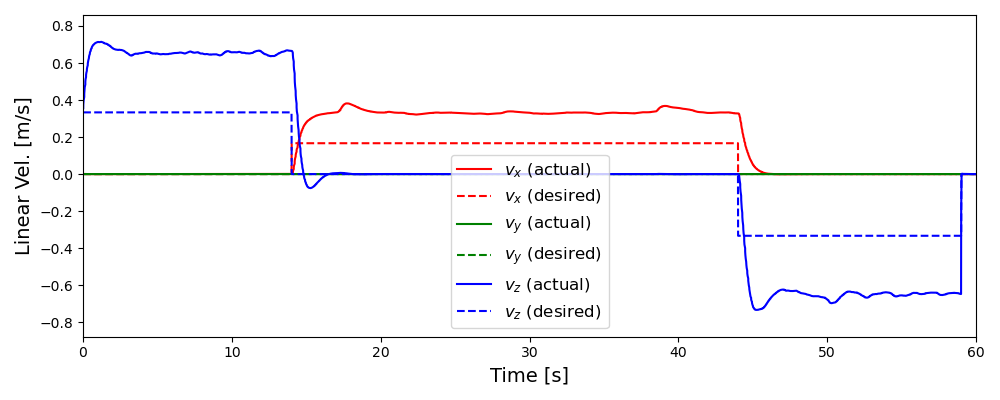 Linear Vel. [m/s]
0.8
0.6
0.4
0.2
0.0
−0.2
−0.4
−0.6
−0.8
v_x (actual)
v_x (desired)
v_y (actual)
v_y (desired)
v_z (actual)
v_z (desired)
0 10 20 30 40 50 60
Time [s]